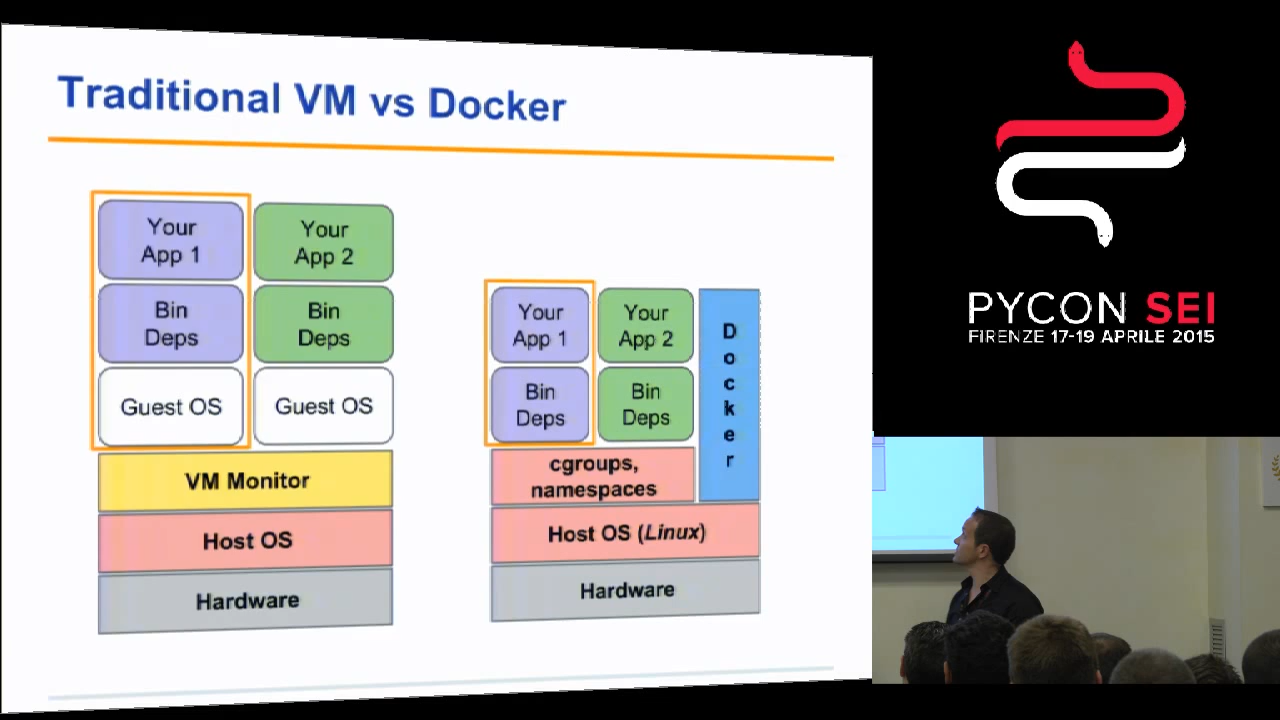 Traditional VM vs Docker
Your
App 1
Your
App 2
Bin
Deps
Bin
Deps
Guest OS
Guest OS
VM Monitor
Host OS
Hardware
Your
App 1
Your
App 2
Bin
Deps
Bin
Deps
Docker
cgroups,
namespaces
Host OS (Linux)
Hardware
PYCON SEI
FIRENZE 17-19 APRILE 2015